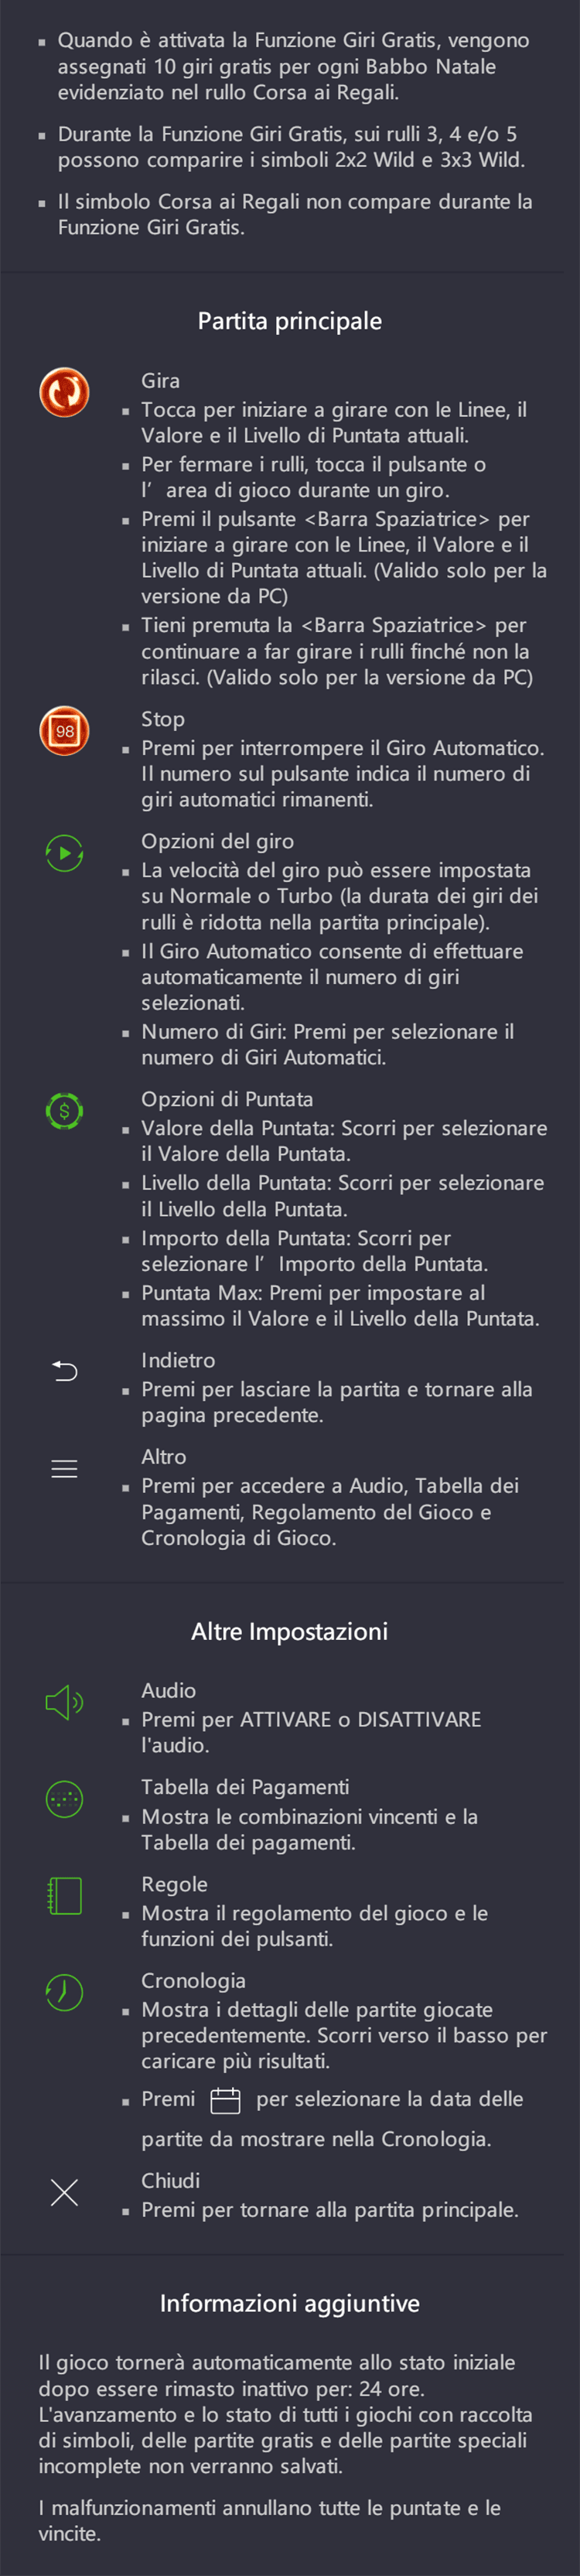 Quando è attivata la Funzione Giri Gratis, vengono
assegnati 10 giri gratis per ogni Babbo Natale
evidenziato nel rullo Corsa ai Regali.
Durante la Funzione Giri Gratis, sui rulli 3, 4 e/o 5
possono comparire i simboli 2x2 Wild e 3x3 Wild.
Il simbolo Corsa ai Regali non compare durante la
Funzione Giri Gratis.
Partita principale
Gira
Tocca per iniziare a girare con le Linee, il
Valore e il Livello di Puntata attuali.
Per fermare i rulli, tocca il pulsante o
l’ area di gioco durante un giro.
Premi il pulsante <Barra Spaziatrice> per
iniziare a girare con le Linee, il Valore e il
Livello di Puntata attuali. (Valido solo per la
versione da PC)
Tieni premuta la <Barra Spaziatrice> per
continuare a far girare i rulli finché non la
rilasci. (Valido solo per la versione da PC)
98
Stop
Premi per interrompere il Giro Automatico.
Il numero sul pulsante indica il numero di
giri automatici rimanenti.
Opzioni del giro
La velocità del giro può essere impostata
su Normale o Turbo (la durata dei giri dei
rulli è ridotta nella partita principale).
Il Giro Automatico consente di effettuare
automaticamente il numero di giri
selezionati.
Numero di Giri: Premi per selezionare il
numero di Giri Automatici.
$
Opzioni di Puntata
Valore della Puntata: Scorri per selezionare
il Valore della Puntata.
Livello della Puntata: Scorri per selezionare
il Livello della Puntata.
Importo della Puntata: Scorri per
selezionare l’ Importo della Puntata.
Puntata Max: Premi per impostare al
massimo il Valore e il Livello della Puntata.
Indietro
Premi per lasciare la partita e tornare alla
pagina precedente.
Altro
Premi per accedere a Audio, Tabella dei
Pagamenti, Regolamento del Gioco e
Cronologia di Gioco.
Altre Impostazioni
Audio
Premi per ATTIVARE o DISATTIVARE
l'audio.
Tabella dei Pagamenti
Mostra le combinazioni vincenti e la
Tabella dei pagamenti.
Regole
Mostra il regolamento del gioco e le
funzioni dei pulsanti.
Cronologia
Mostra i dettagli delle partite giocate
precedentemente. Scorri verso il basso per
caricare più risultati.
Premi per selezionare la data delle
partite da mostrare nella Cronologia.
Chiudi
Premi per tornare alla partita principale.
Informazioni aggiuntive
Il gioco tornerà automaticamente allo stato iniziale
dopo essere rimasto inattivo per: 24 ore.
L'avanzamento e lo stato di tutti i giochi con raccolta
di simboli, delle partite gratis e delle partite speciali
incomplete non verranno salvati.
I malfunzionamenti annullano tutte le puntate e le
vincite.